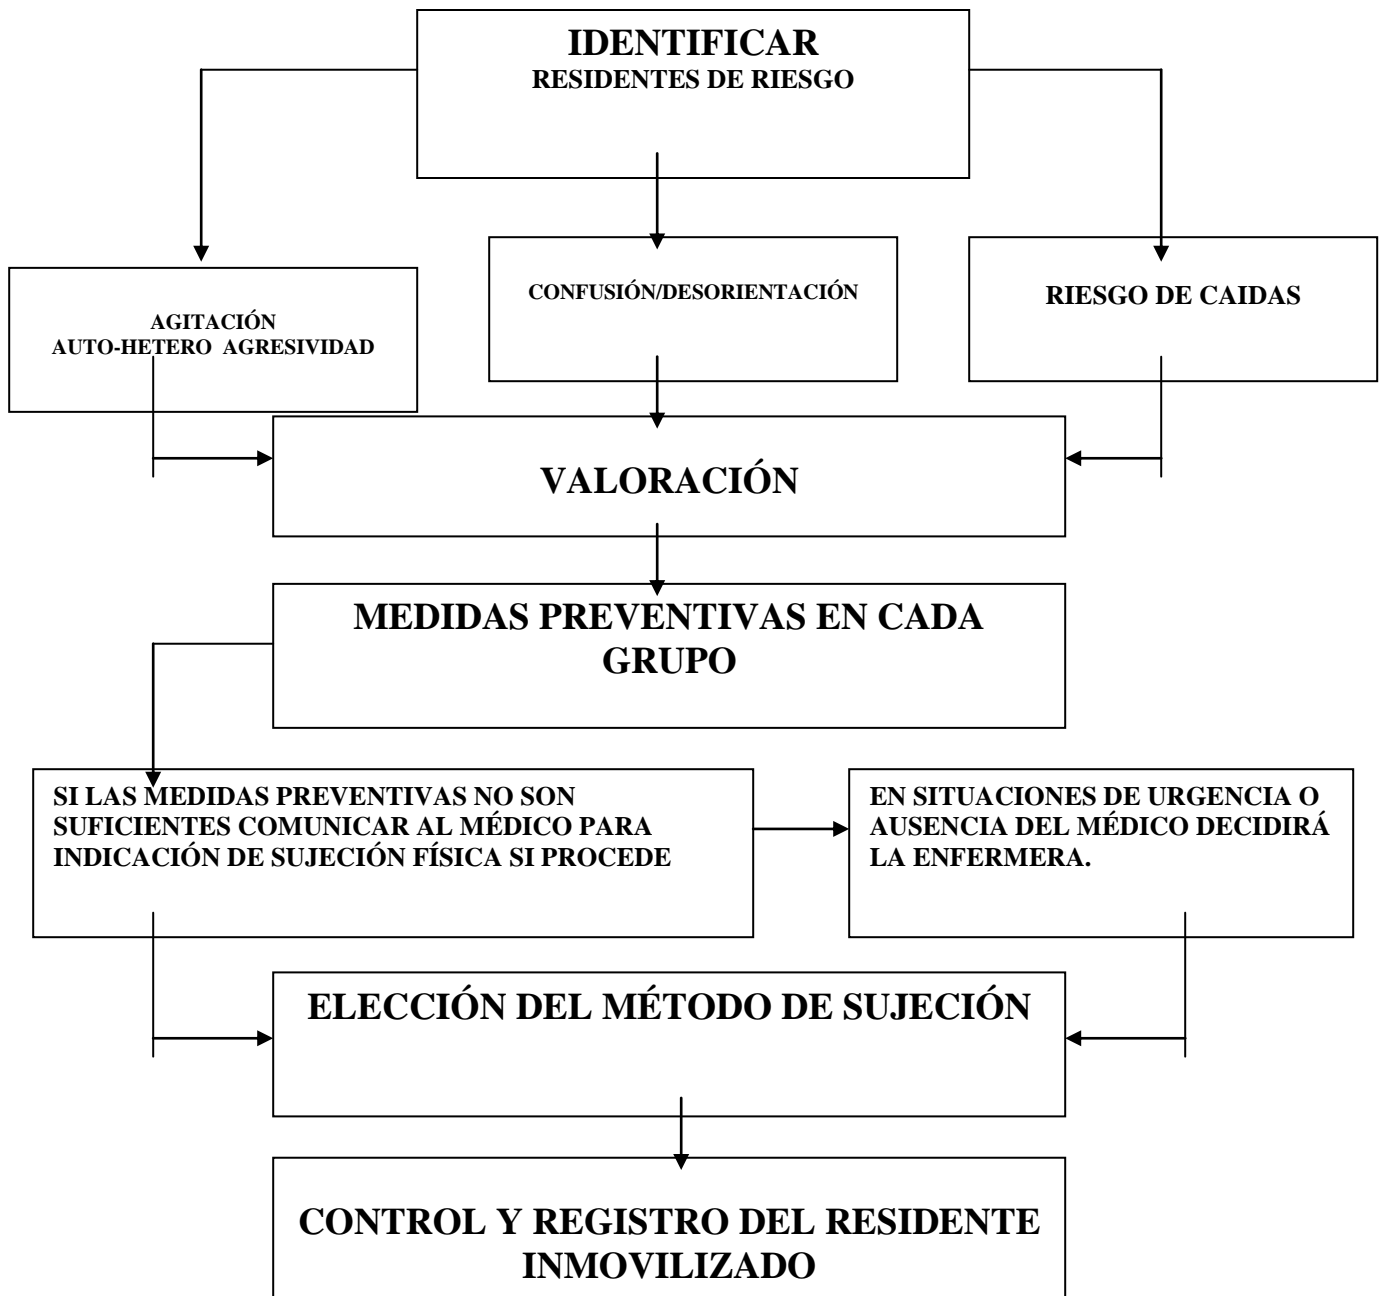 IDENTIFICAR
RESIDENTES DE RIESGO
AGITACIÓN
AUTO-HETERO AGRESIVIDAD
CONFUSIÓN/DESORIENTACIÓN
RIESGO DE CAIDAS
VALORACIÓN
MEDIDAS PREVENTIVAS EN CADA
GRUPO
SI LAS MEDIDAS PREVENTIVAS NO SON
SUFICIENTES COMUNICAR AL MÉDICO PARA
INDICACIÓN DE SUJECIÓN FÍSICA SI PROCEDE
EN SITUACIONES DE URGENCIA O
AUSENCIA DEL MÉDICO DECIDIRÁ
LA ENFERMERA.
ELECCIÓN DEL MÉTODO DE SUJECIÓN
CONTROL Y REGISTRO DEL RESIDENTE
INMOVILIZADO